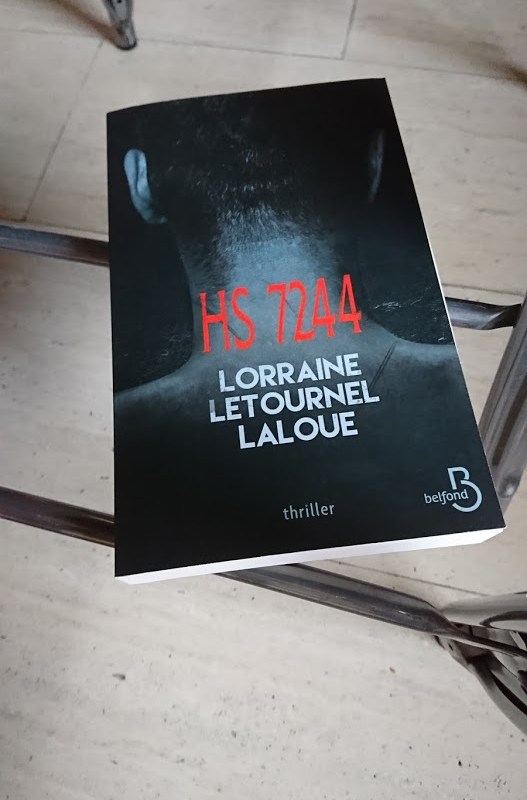 HS 7244
LORRAINE
LETOURNEL
LALOUE
thriller
belfond
B